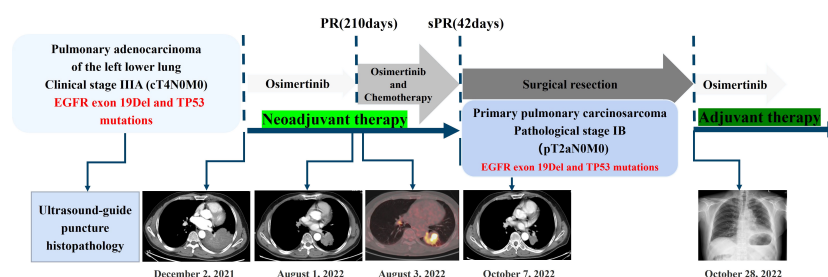 PR(210days)
sPR(42days)
Pulmonary adenocarcinoma
of the left lower lung
Clinical stage IIIA (cT4N0M0)
EGFR exon 19Del and TP53
mutations
Osimertinib
Osimertinib
and
Chemotherapy
Surgical resection
Osimertinib
Neoadjuvant therapy
Primary pulmonary carcinosarcoma
Pathological stage IB
(pT2aN0M0)
EGFR exon 19Del and TP53 mutations
Adjuvant therapy
Ultrasound-guide
puncture
histopathology
December 2, 2021
August 1, 2022
August 3, 2022
October 7, 2022
October 28, 2022